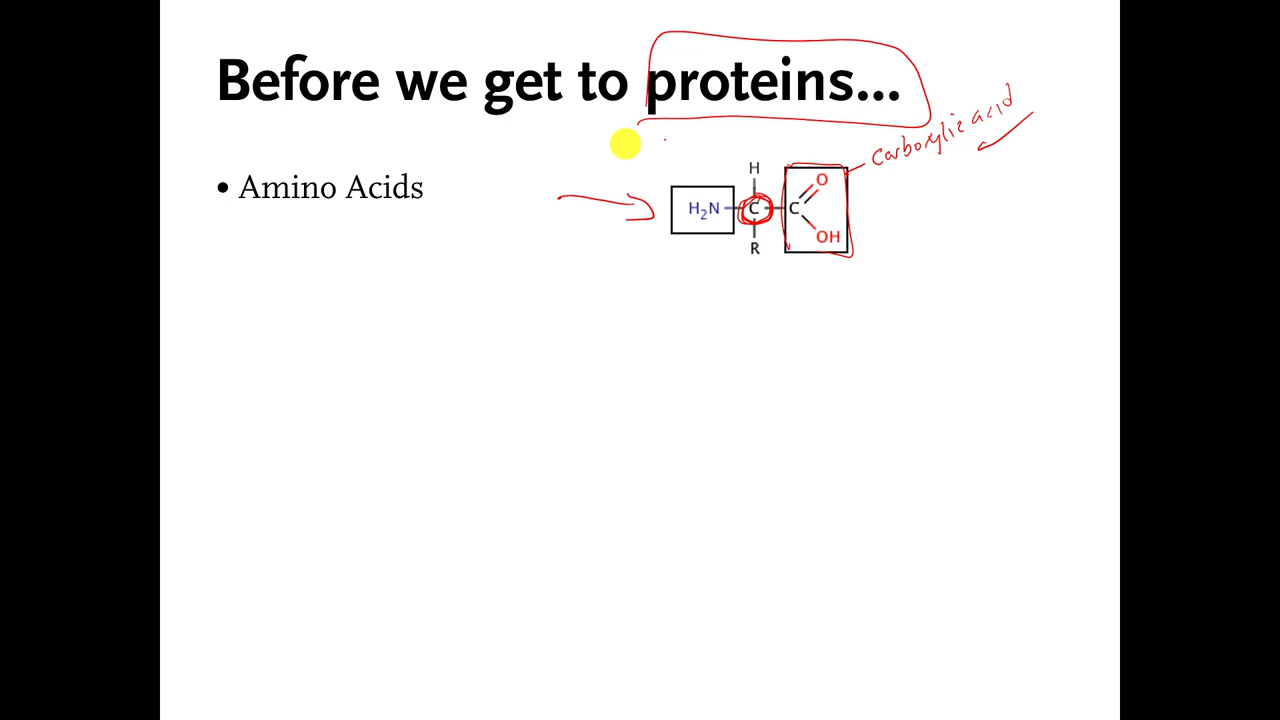 Before we get to proteins...
Carboxylic acid
• Amino Acids
H
O
H₂N C C
OH
R